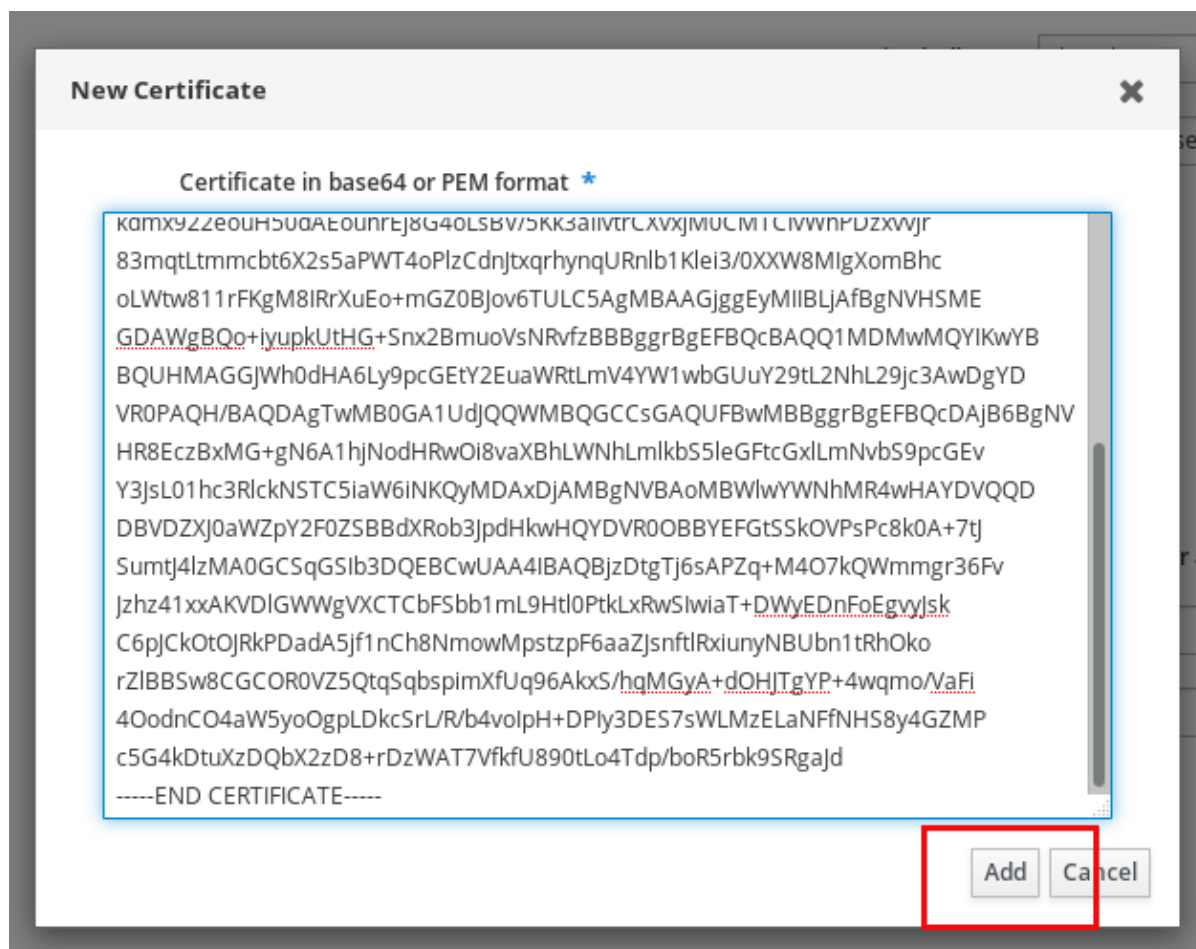 New Certificate
Certificate in base64 or PEM format *
83mqtLtmmcbt6X2s5aPWT4oPlzCdnJtxqrhynqURnlb1Klei3/0XXW8MIgXomBhc
oLWtw811rFKgM8IRrXuEo+mGZ0BJov6TULC5AgMBAAGjggEyMIIBLjAfBgNVHSME
GDAWgBQo+iyupkUtHG+Snx2BmuoVsNRvfzBBBggrBgEFBQcBAQQ1MDMwMQYIKwYB
BQUHMAGGJWh0dHA6Ly9pcGEtY2EuaWRtLmV4YW1wbGUuY29tL2NhL29jc3AwDgYD
VR0PAQH/BAQDAgTwMB0GA1UdJQQWMBQGCCsGAQUFBwMBBggrBgEFBQcDAjB6BgNV
HR8EczBxMG+gN6A1hjNodHRwOi8vaXBhLWNhLmlkbS5leGFtcGxlLmNvbS9pcGEv
Y3JsL01hc3RlckNSTC5iaW6iNKQyMDAxDjAMBgNVBAoMBWlwYWNhMR4wHAYDVQQD
DBVDZXJ0aWZpY2F0ZSBBdXRob3JpdHkwHQYDVR0OBBYEFGtSSkOVPsPc8k0A+7tJ
SumtJ4lzMA0GCSqGSIb3DQEBCwUAA4IBAQBjzDtgTj6sAPZq+M4O7kQWmmgr36Fv
Jzhz41xxAKVDlGWWgVXCTCbFSbb1mL9Htl0PtkLxRwSIwiaT+DWyEDnFoEgvyJsk
C6pJCkOtOJRkPDadA5jf1nCh8NmowMpstzpF6aaZJsnftlRxiunyNBUbn1tRhOko
rZlBBSw8CGCOR0VZ5QtqSqbspimXfUq96AkxS/hqMGyA+dOHJTgYP+4wqmo/VaFi
4OodnCO4aW5yoOgpLDkcSrL/R/b4voIpH+DPIy3DES7sWLMzELaNFfNHS8y4GZMP
c5G4kDtuXzDQbX2zD8+rDzWAT7VfkfU890tLo4Tdp/boR5rbk9SRgaJd
-----END CERTIFICATE-----
Add Cancel